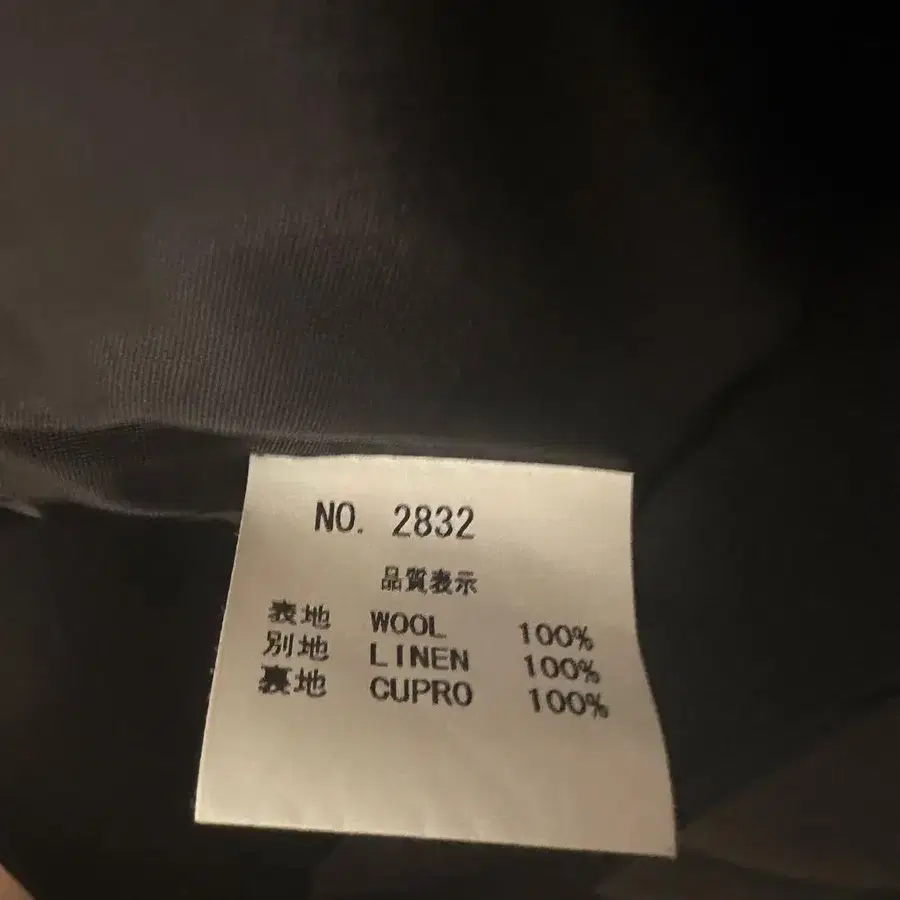 NO. 2832
品質表示
表地 WOOL 100%
別地 LINEN 100%
裏地 CUPRO 100%